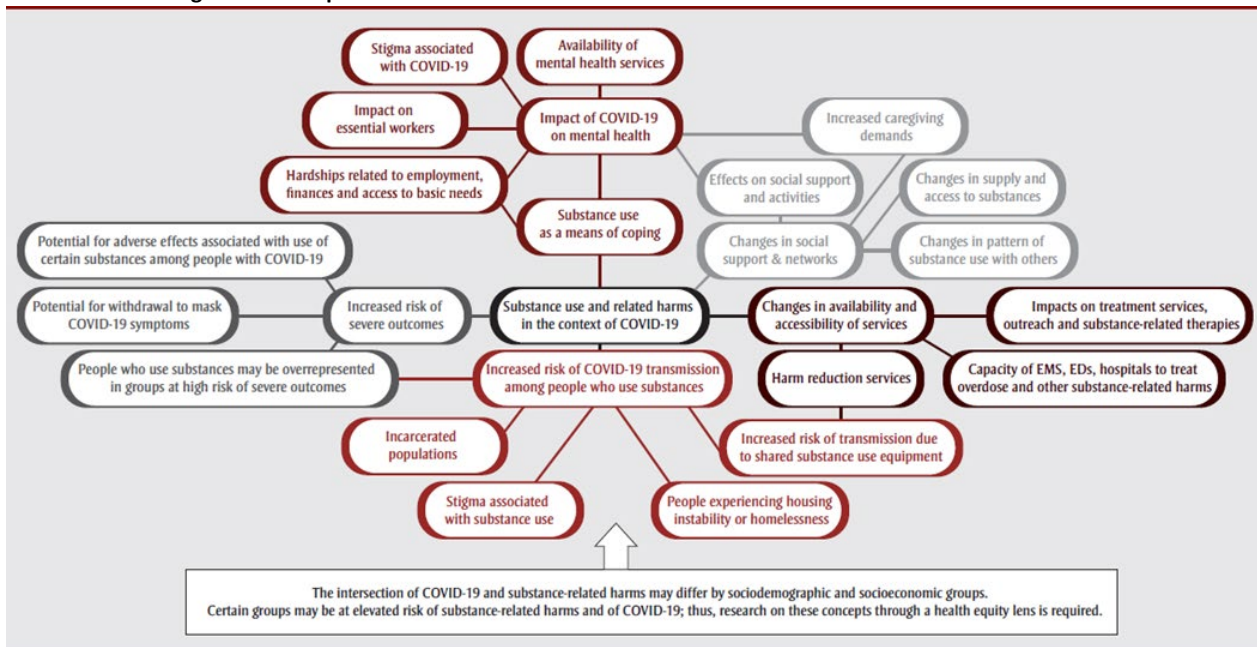 Stigma associated
with COVID-19
Availability of
mental health services
Impact on
essential workers
Impact of COVID-19
on mental health
Increased caregiving
demands
Hardships related to employment,
finances and access to basic needs
Effects on social support
and activities
Changes in supply and
access to substances
Substance use
as a means of coping
Potential for adverse effects associated with use of
certain substances among people with COVID-19
Changes in social
support & networks
Changes in pattern of
substance use with others
Potential for withdrawal to mask
COVID-19 symptoms
Increased risk of
severe outcomes
Substance use and related harms
in the context of COVID-19
Changes in availability and
accessibility of services
Impacts on treatment services,
outreach and substance-related therapies
People who use substances may be overrepresented
in groups at high risk of severe outcomes
Increased risk of COVID-19 transmission
among people who use substances
Harm reduction services
Capacity of EMS, EDs, hospitals to treat
overdose and other substance-related harms
Incarcerated
populations
Increased risk of transmission due
to shared substance use equipment
Stigma associated
with substance use
People experiencing housing
instability or homelessness
The intersection of COVID-19 and substance-related harms may differ by sociodemographic and socioeconomic groups.
Certain groups may be at elevated risk of substance-related harms and of COVID-19; thus, research on these concepts through a health equity lens is required.